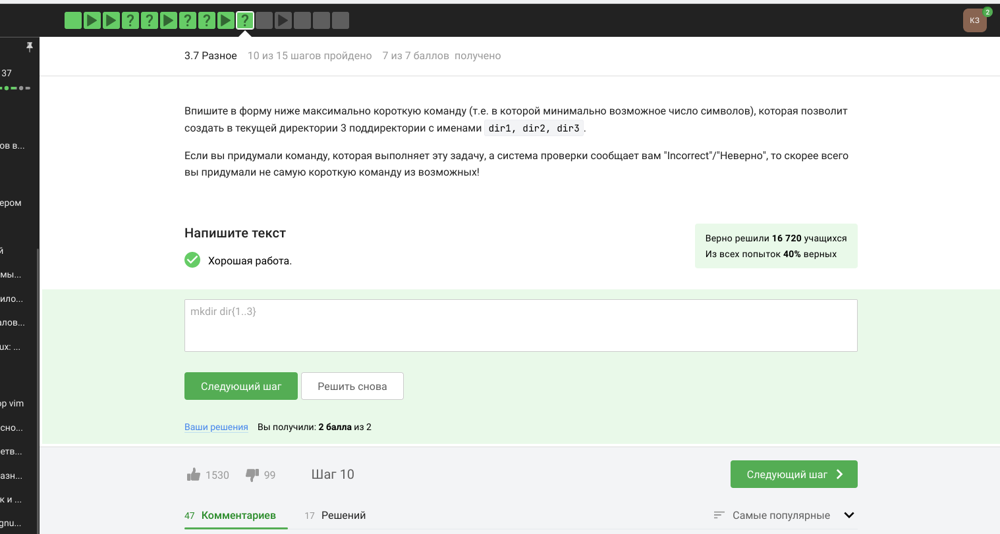 ? ? ? ? ?
КЗ
2
37
3.7 Разное 10 из 15 шагов пройдено 7 из 7 баллов получено
Впишите в форму ниже максимально короткую команду (т.е. в которой минимально возможное число символов), которая позволит
создать в текущей директории 3 поддиректории с именами dir1, dir2, dir3.
ов в...
Если вы придумали команду, которая выполняет эту задачу, а система проверки сообщает вам "Incorrect"/"Неверно", то скорее всего
вы придумали не самую короткую команду из возможных!
ером
Напишите текст
Верно решили 16 720 учащихся
й
Из всех попыток 40% верных
Хорошая работа.
мы...
ило...
mkdir dir{1..3}
алов...
ux: ...
Следующий шаг Решить снова
ор vim
сно...
Ваши решения Вы получили: 2 балла из 2
етв...
азн...
1530 99 Шаг 10 Следующий шаг
к и ...
47 Комментариев 17 Решений Самые популярные
gnu...